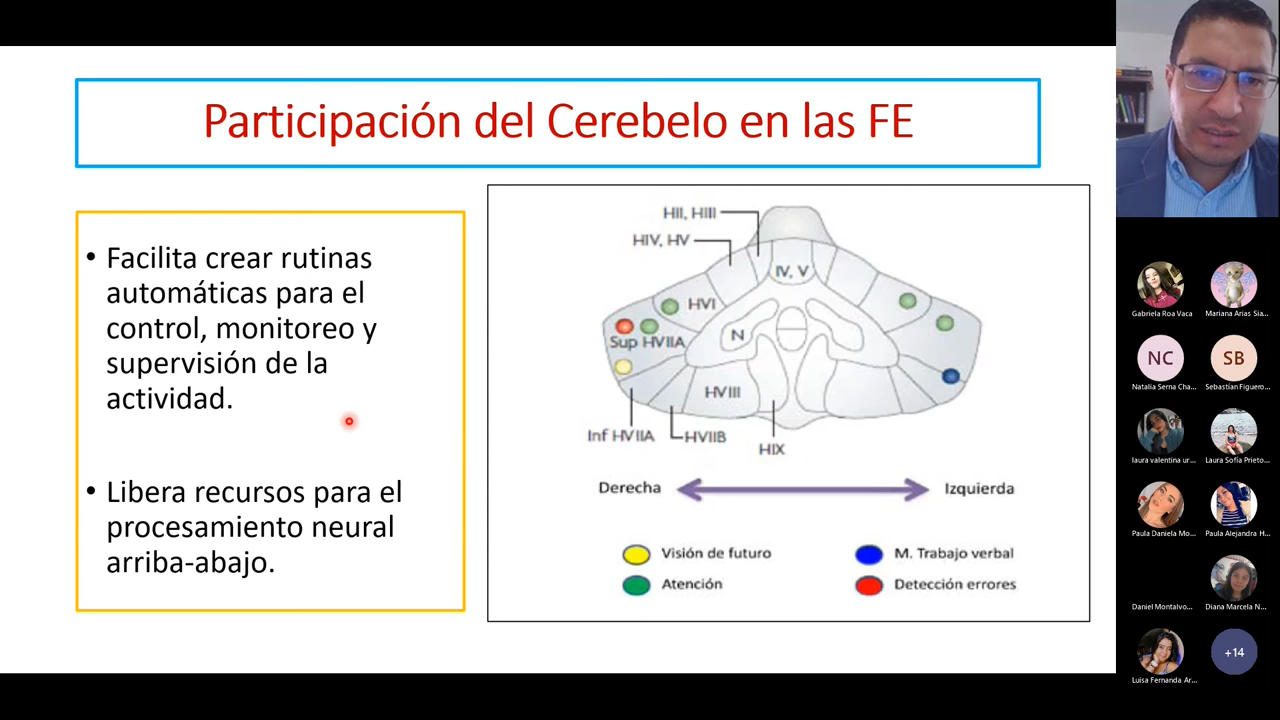 Participación del Cerebelo en las FE
• Facilita crear rutinas
automáticas para el
control, monitoreo y
supervisión de la
actividad.
• Libera recursos para el
procesamiento neural
arriba-abajo.
HII, HIII
HIV, HV
IV, V
HVI
Sup HVIIA
N
HVIII
Inf HVIIA
HVIIB
HIX
Derecha
Izquierda
Visión de futuro
M. Trabajo verbal
Atención
Detección errores
Gabriela Roa Vaca
Mariana Arias Sia...
NC
SB
Natalia Serna Cha...
Sebastián Figuero...
laura valentina ur...
Laura Sofía Prieto...
Paula Daniela Mo...
Paula Alejandra H...
Daniel Montalvo...
Diana Marcela N...
+14
Luisa Fernanda Ar...